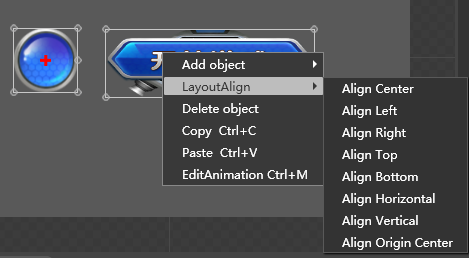 Add object
LayoutAlign
Delete object
Copy Ctrl+C
Paste Ctrl+V
EditAnimation Ctrl+M
Align Center
Align Left
Align Right
Align Top
Align Bottom
Align Horizontal
Align Vertical
Align Origin Center